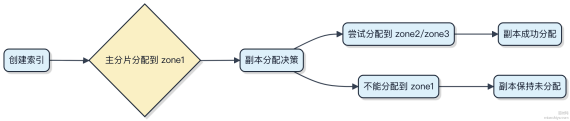 创建索引
主分片分配到 zone1
副本分配决策
尝试分配到 zone2/zone3
副本成功分配
不能分配到 zone1
副本保持未分配